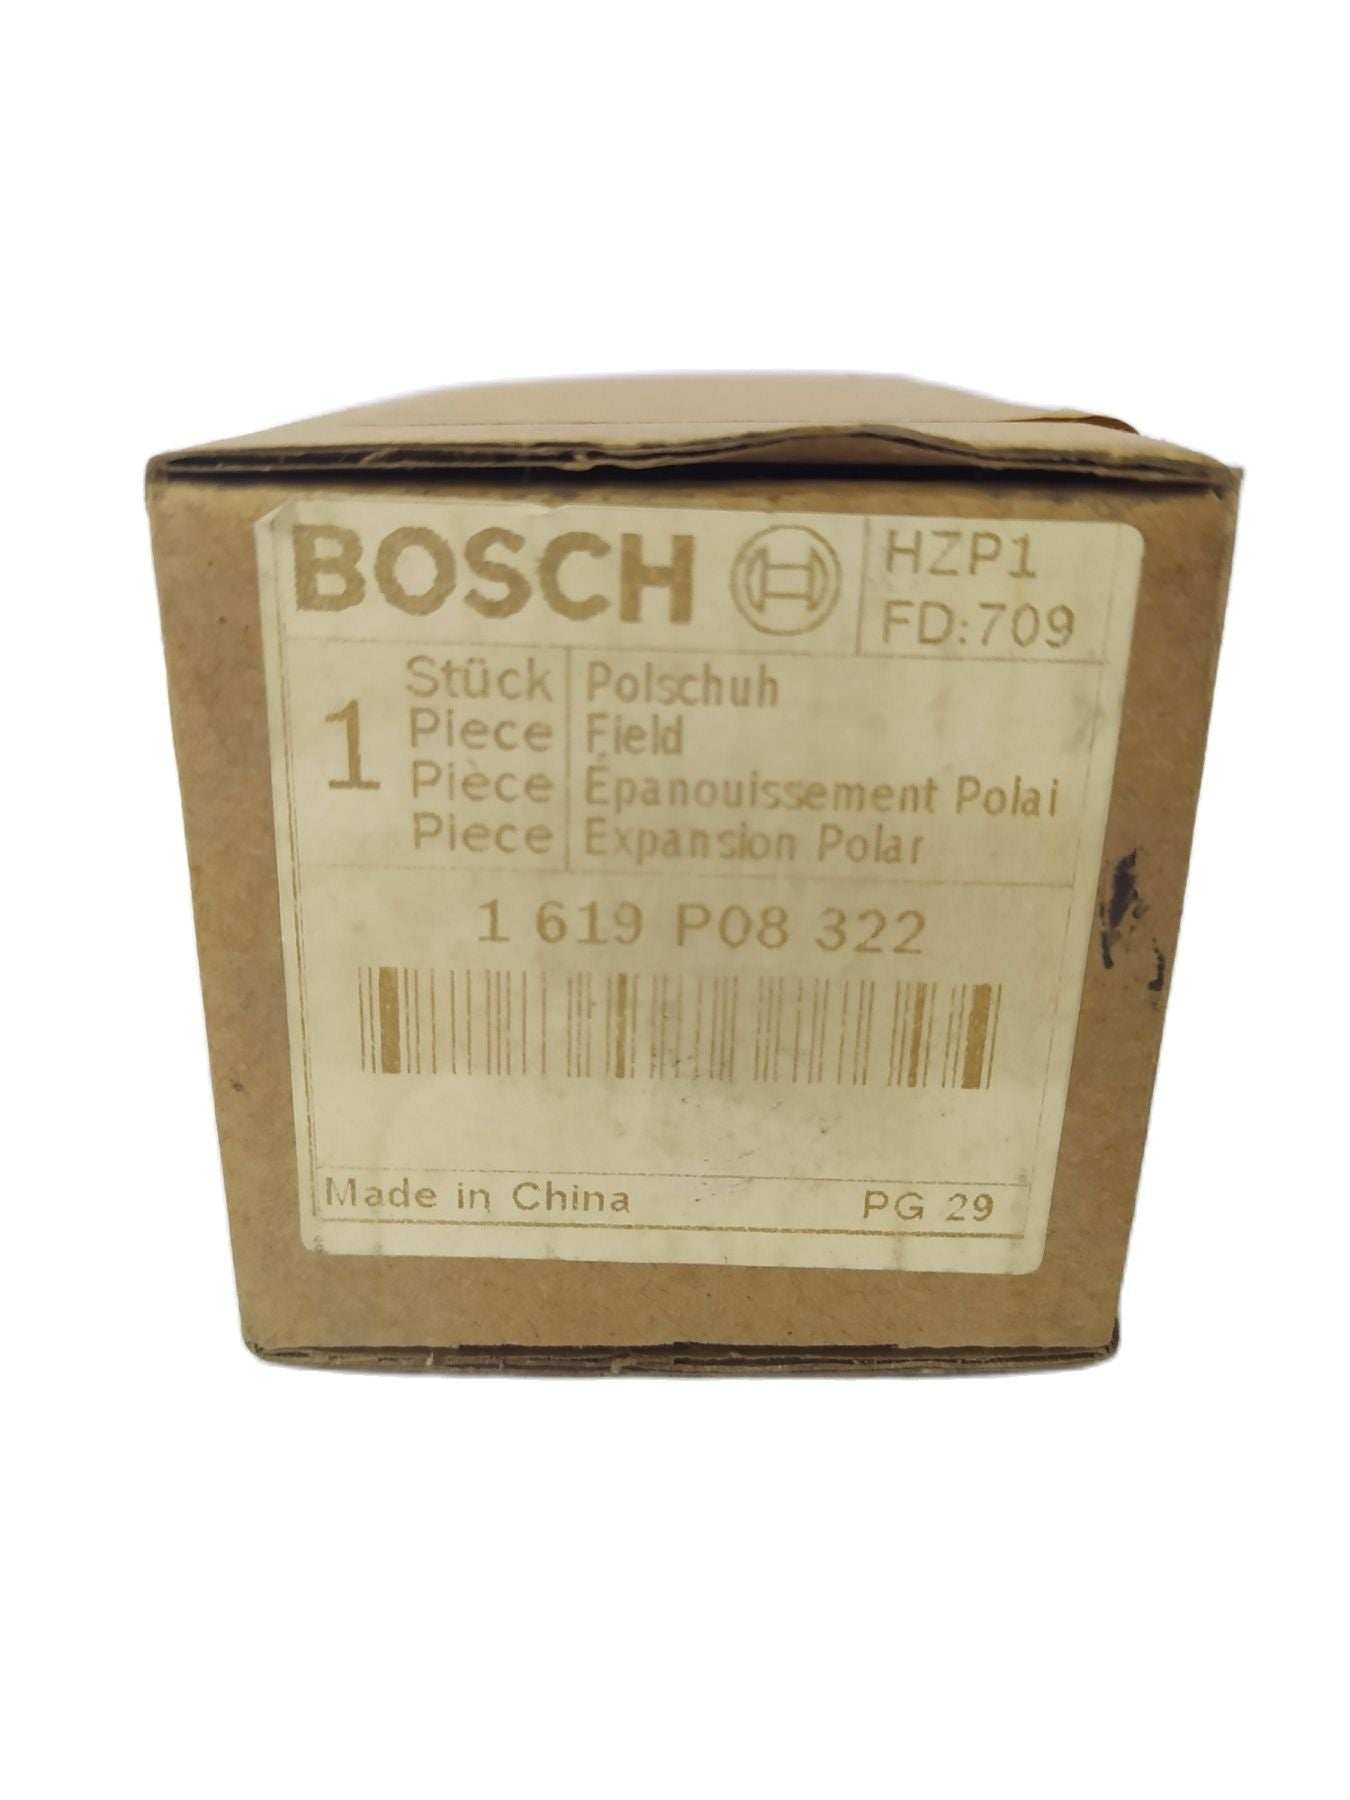 BOSCH
HZP1
FD:709
1
Stück
Piece
Pièce
Piece
Polschuh
Field
Épanouissement Polai
Expansion Polar
1 619 P08 322
Made in China
PG 29